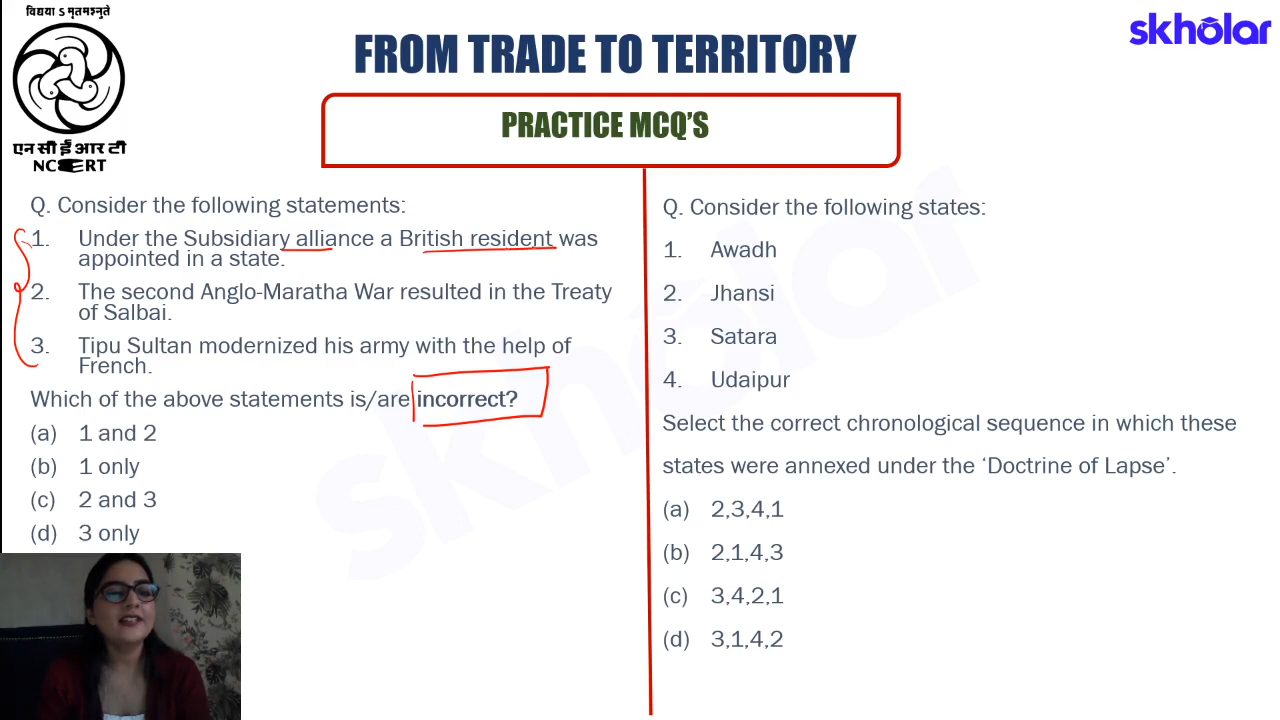 विद्यया ऽ मृतमश्नुते
एन सी ई आर टी
NCERT
skholar
FROM TRADE TO TERRITORY
PRACTICE MCQ'S
Q. Consider the following statements:
1. Under the Subsidiary alliance a British resident was
appointed in a state.
2. The second Anglo-Maratha War resulted in the Treaty
of Salbai.
3. Tipu Sultan modernized his army with the help of
French.
Which of the above statements is/are incorrect?
(a) 1 and 2
(b) 1 only
(c) 2 and 3
(d) 3 only
Q. Consider the following states:
1. Awadh
2. Jhansi
3. Satara
4. Udaipur
Select the correct chronological sequence in which these
states were annexed under the ‘Doctrine of Lapse’.
(a) 2,3,4,1
(b) 2,1,4,3
(c) 3,4,2,1
(d) 3,1,4,2
skholar